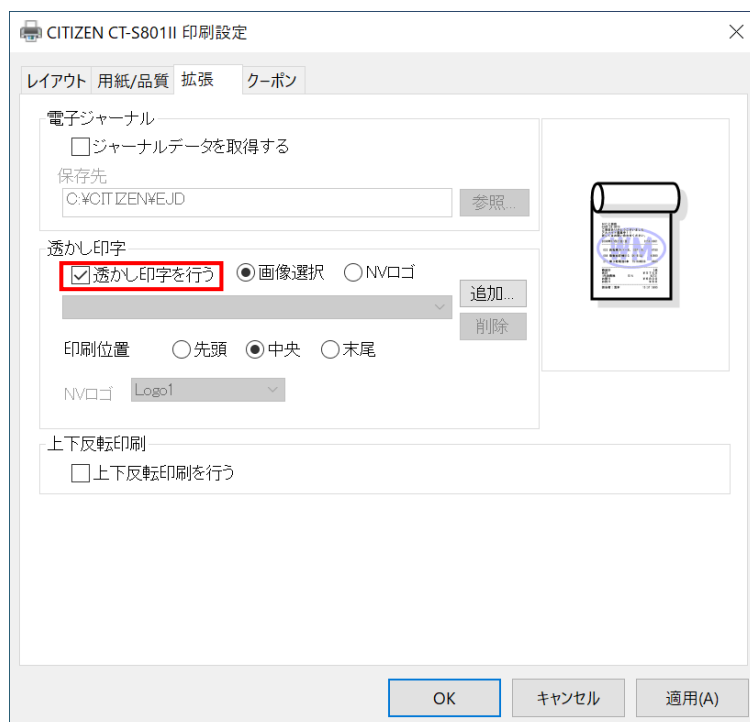 CITIZEN CT-S801II 印刷設定
レイアウト 用紙/品質 拡張 クーポン
電子ジャーナル
ジャーナルデータを取得する
保存先
C:¥CITIZEN¥EJD 参照...
透かし印字
透かし印字を行う 画像選択 NVロゴ
追加...
削除
印刷位置 先頭 中央 末尾
NVロゴ Logo1
WM
上下反転印刷
上下反転印刷を行う
OK キャンセル 適用(A)